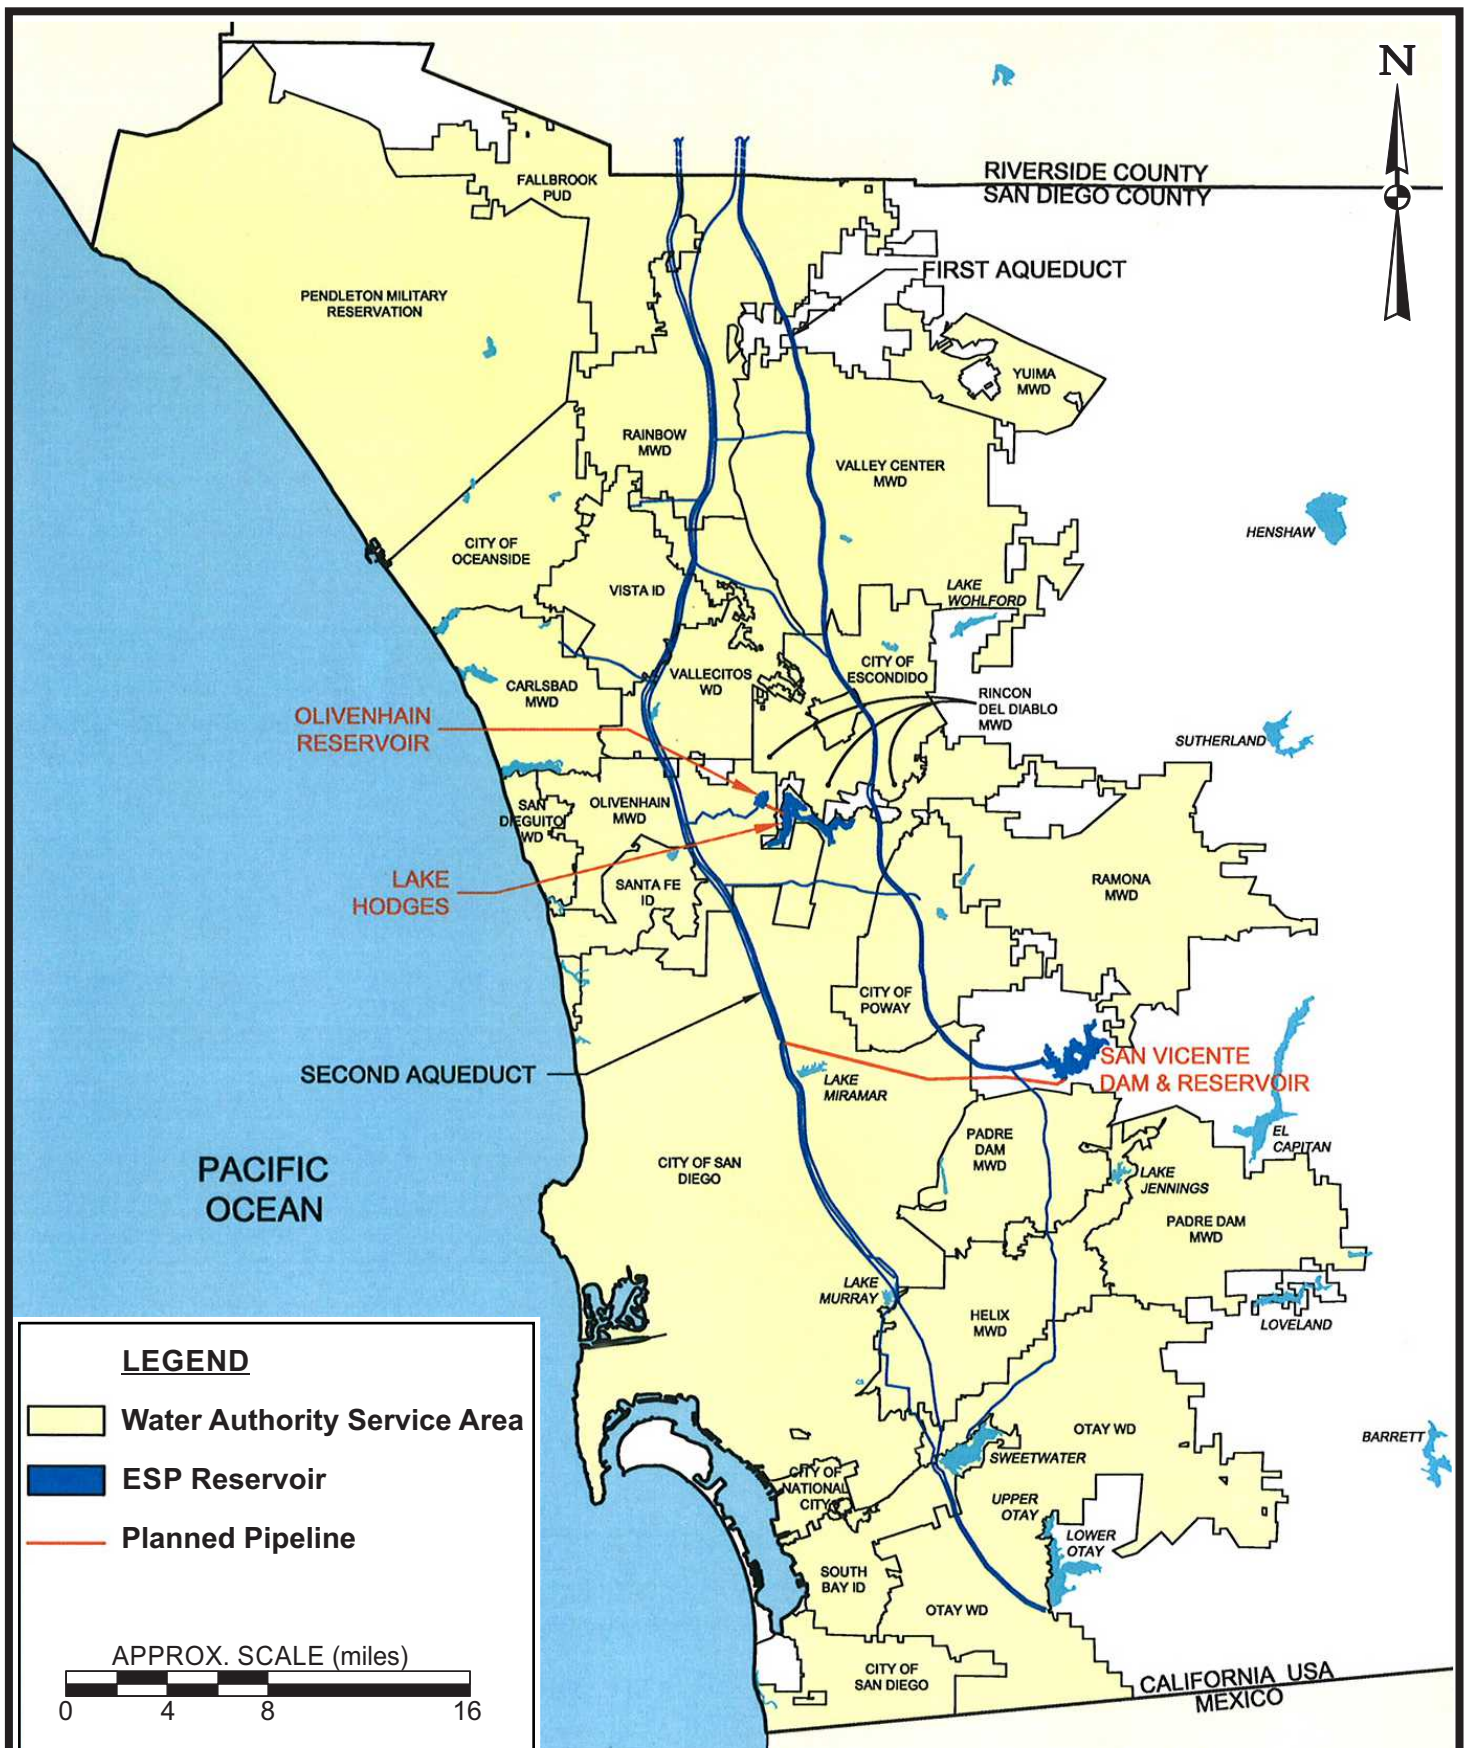 N
RIVERSIDE COUNTY
SAN DIEGO COUNTY
FALLBROOK
PUD
FIRST AQUEDUCT
PENDLETON MILITARY
RESERVATION
YUIMA
MWD
RAINBOW
MWD
VALLEY CENTER
MWD
HENSHAW
CITY OF
OCEANSIDE
VISTA ID
LAKE
WOHLFORD
CITY OF
ESCONDIDO
VALLECITOS
WD
CARLSBAD
MWD
RINCON
DEL DIABLO
MWD
OLIVENHAIN
RESERVOIR
SUTHERLAND
SAN
DIEGUITO
WD
OLIVENHAIN
MWD
LAKE
HODGES
SANTA FE
ID
RAMONA
MWD
CITY OF
POWAY
SECOND AQUEDUCT
LAKE
MIRAMAR
SAN VICENTE
DAM & RESERVOIR
EL
CAPITAN
PADRE
DAM
MWD
CITY OF SAN
DIEGO
PACIFIC
OCEAN
LAKE
JENNINGS
PADRE DAM
MWD
LAKE
MURRAY
HELIX
MWD
LOVELAND
LEGEND
Water Authority Service Area
ESP Reservoir
Planned Pipeline
APPROX. SCALE (miles)
0 4 8 16
OTAY WD
BARRETT
SWEETWATER
CITY OF
NATIONAL
CITY
UPPER
OTAY
LOWER
OTAY
SOUTH
BAY ID
OTAY WD
CITY OF
SAN DIEGO
CALIFORNIA USA
MEXICO